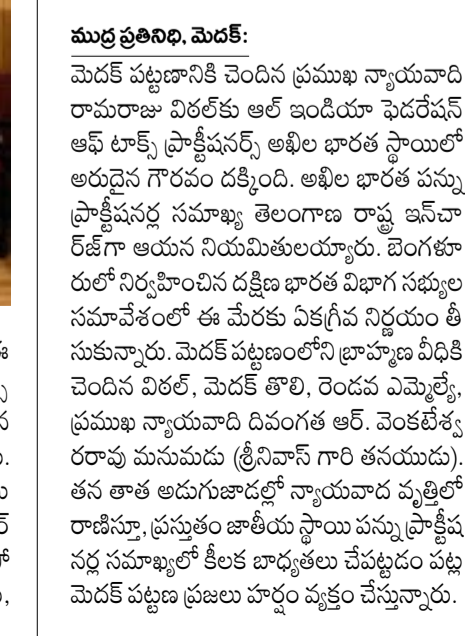 ముద్ర ప్రతినిధి, మెదక్:
మెదక్ పట్టణానికి చెందిన ప్రముఖ న్యాయవాది
రామరాజు విఠల్‌కు ఆల్ ఇండియా ఫెడరేషన్
ఆఫ్ టాక్స్ ప్రాక్టీషనర్స్ అఖిల భారత స్థాయిలో
అరుదైన గౌరవం దక్కింది. అఖిల భారత పన్ను
ప్రాక్టీషనర్ల సమాఖ్య తెలంగాణ రాష్ట్ర ఇన్‌చా
ర్జ్‌గా ఆయన నియమితులయ్యారు. బెంగళూ
రులో నిర్వహించిన దక్షిణ భారత విభాగ సభ్యుల
సమావేశంలో ఈ మేరకు ఏకగ్రీవ నిర్ణయం తీ
సుకున్నారు. మెదక్ పట్టణంలోని బ్రాహ్మణ వీధికి
చెందిన విఠల్, మెదక్ తొలి, రెండవ ఎమ్మెల్యే,
ప్రముఖ న్యాయవాది దివంగత ఆర్. వెంకటేశ్వ
రరావు మనుమడు (శ్రీనివాస్ గారి తనయుడు).
తన తాత అడుగుజాడల్లో న్యాయవాద వృత్తిలో
రాణిస్తూ, ప్రస్తుతం జాతీయ స్థాయి పన్ను ప్రాక్టీష
నర్ల సమాఖ్యలో కీలక బాధ్యతలు చేపట్టడం పట్ల
మెదక్ పట్టణ ప్రజలు హర్షం వ్యక్తం చేస్తున్నారు.